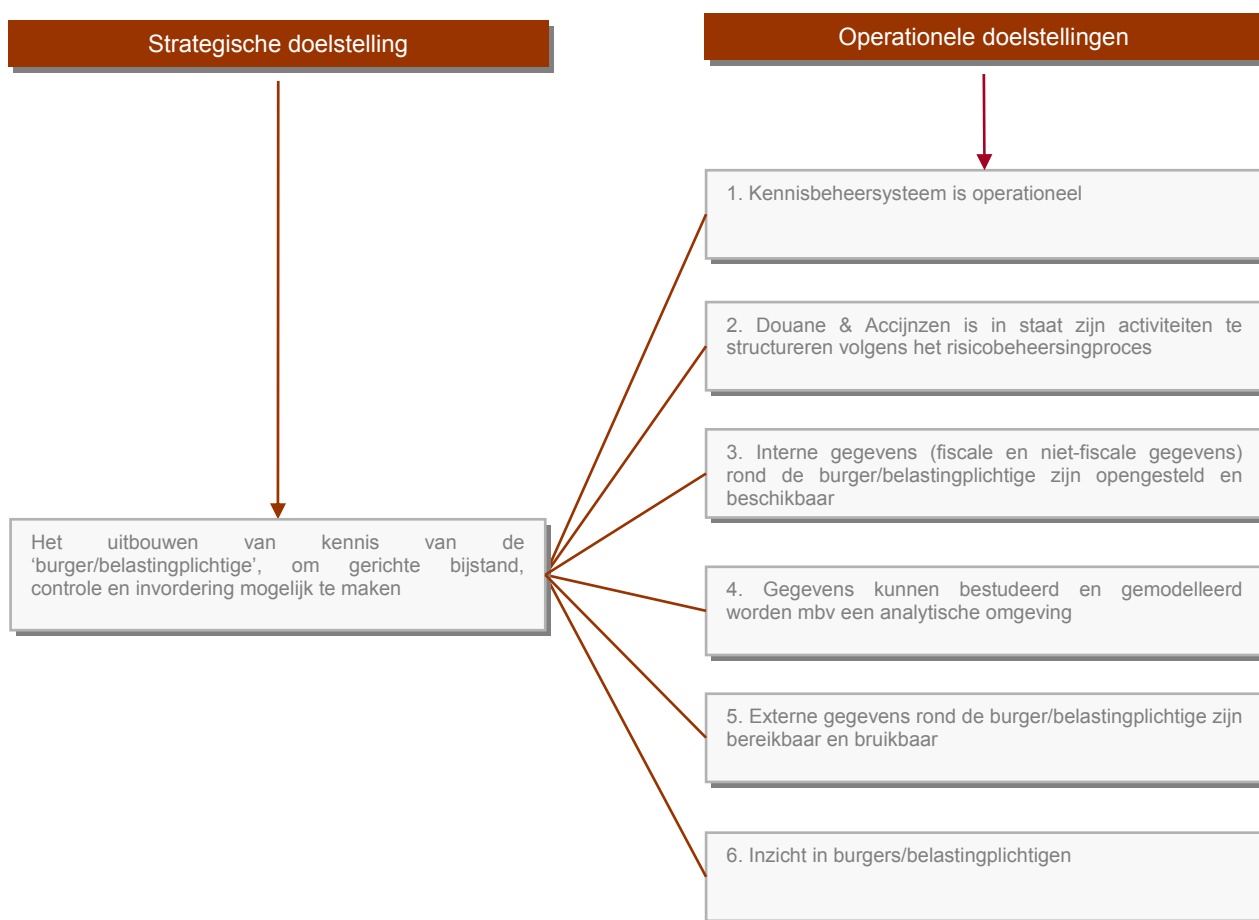 Strategische doelstelling
Operationele doelstellingen
Het uitbouwen van kennis van de
‘burger/belastingplichtige’, om gerichte bijstand,
controle en invordering mogelijk te maken
1. Kennisbeheersysteem is operationeel
2. Douane & Accijnzen is in staat zijn activiteiten te
structureren volgens het risicobeheersingproces
3. Interne gegevens (fiscale en niet-fiscale gegevens)
rond de burger/belastingplichtige zijn opengesteld en
beschikbaar
4. Gegevens kunnen bestudeerd en gemodelleerd
worden mbv een analytische omgeving
5. Externe gegevens rond de burger/belastingplichtige zijn
bereikbaar en bruikbaar
6. Inzicht in burgers/belastingplichtigen